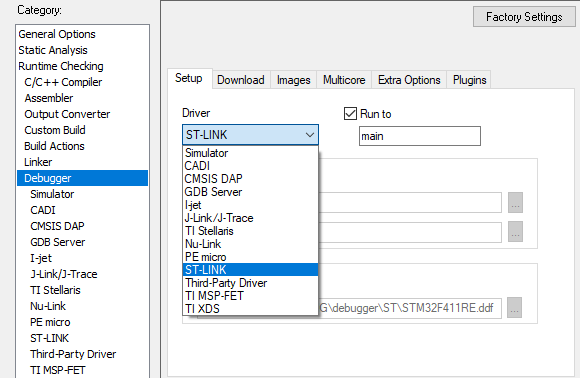 Category:
Factory Settings
General Options
Static Analysis
Runtime Checking
C/C++ Compiler
Assembler
Output Converter
Custom Build
Build Actions
Linker
Debugger
Simulator
CADI
CMSIS DAP
GDB Server
I-jet
J-Link/J-Trace
TI Stellaris
Nu-Link
PE micro
ST-LINK
Third-Party Driver
TI MSP-FET
Setup Download Images Multicore Extra Options Plugins
Driver
Run to
ST-LINK
main
Simulator
CADI
CMSIS DAP
GDB Server
I-jet
J-Link/J-Trace
TI Stellaris
Nu-Link
PE micro
ST-LINK
Third-Party Driver
TI MSP-FET
TI XDS
...
...
G\debugger\ST\STM32F411RE.ddf ...